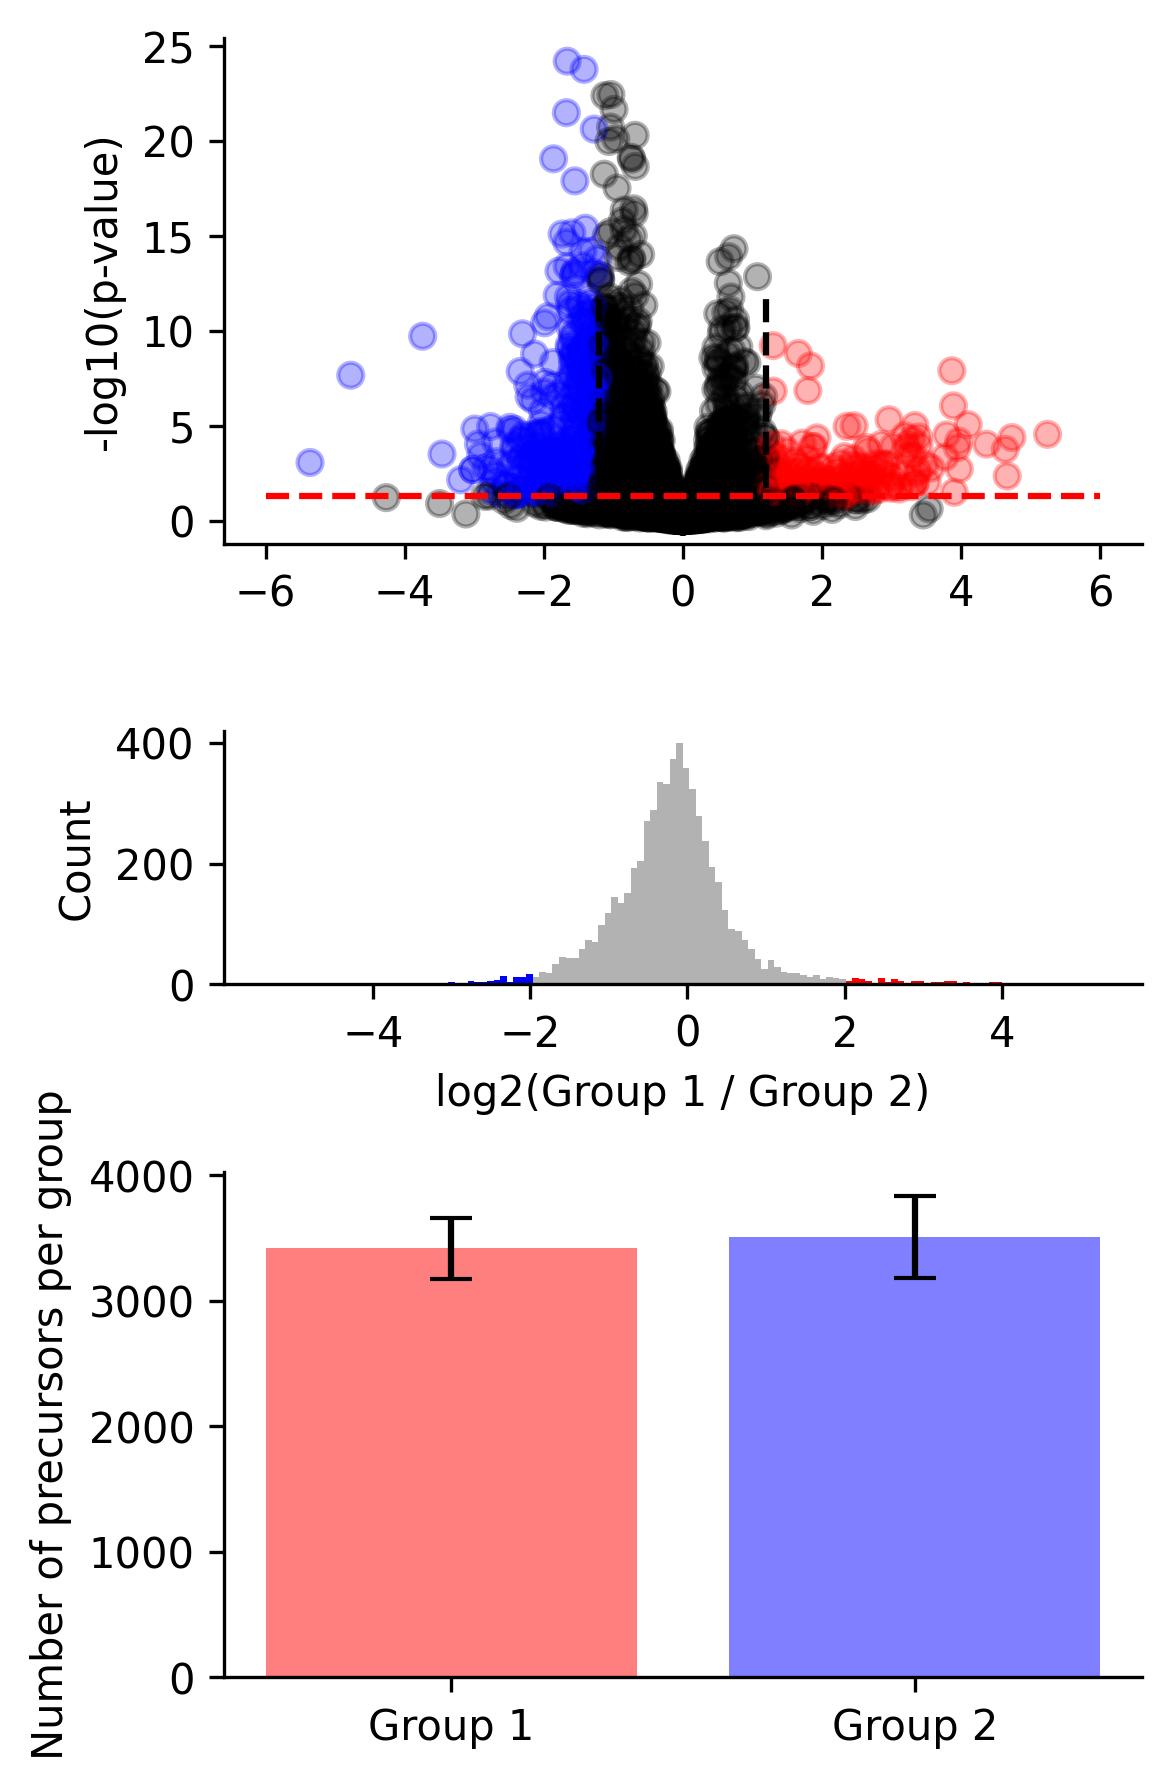 25
20
15
10
5
0
-log10(p-value)
−6 −4 −2 0 2 4 6
400
200
0
Count
−4 −2 0 2 4
log2(Group 1 / Group 2)
4000
3000
2000
1000
0
Number of precursors per group
Group 1 Group 2